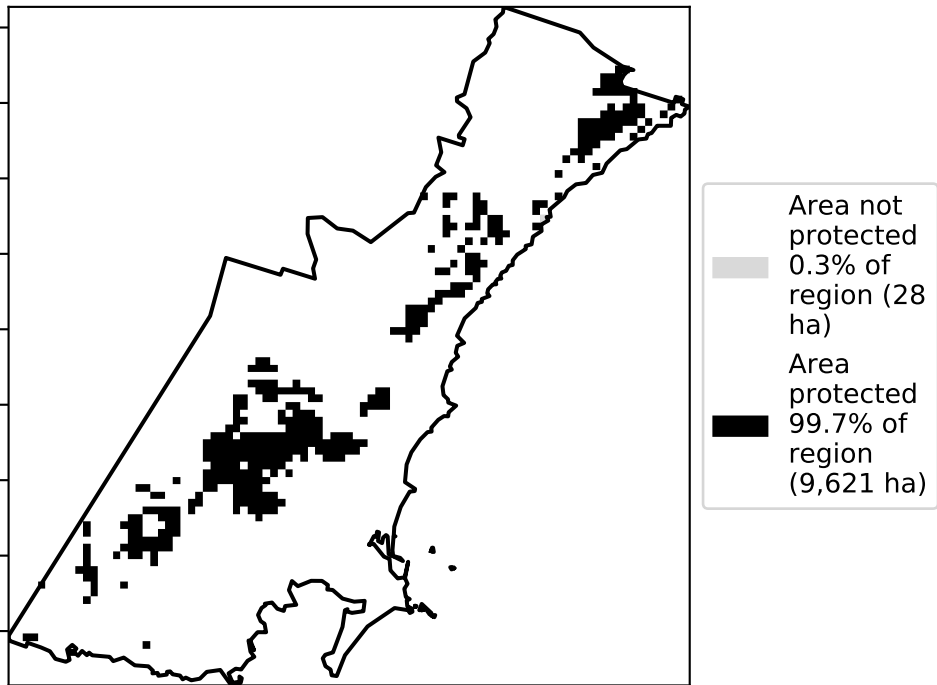 Area not
protected
0.3% of
region (28
ha)
Area
protected
99.7% of
region
(9,621 ha)